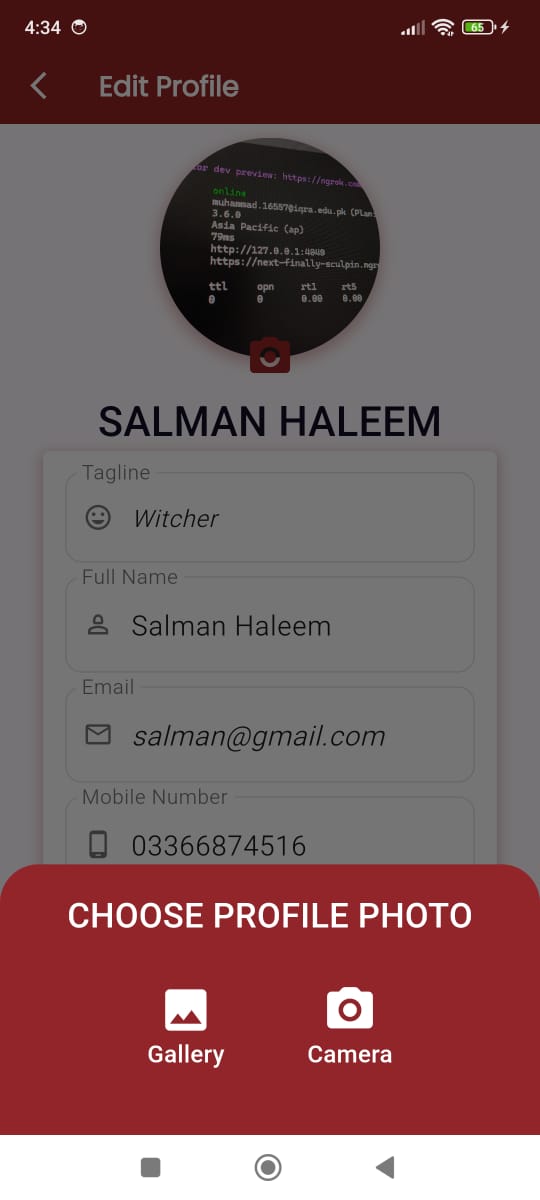 4:34
65
Edit Profile
tor dev preview: https://ngrok.com
online
muhammad.16557@iqra.edu.pk (Plan:
3.6.0
Asia Pacific (ap)
79ms
http://127.0.0.1:4040
https://next-finally-sculpin.ngr
ttl opn rt1 rt5
0 0 0.00 0.00
SALMAN HALEEM
Tagline
Witcher
Full Name
Salman Haleem
Email
salman@gmail.com
Mobile Number
03366874516
CHOOSE PROFILE PHOTO
Gallery Camera